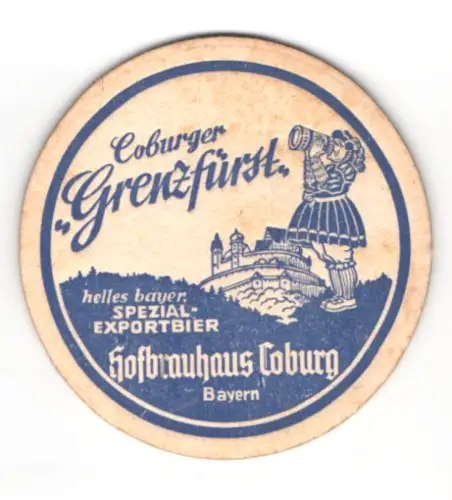 Coburger
„Grenzfürst„
helles bayer.
SPEZIAL-
EXPORTBIER
Hofbrauhaus Coburg
Bayern